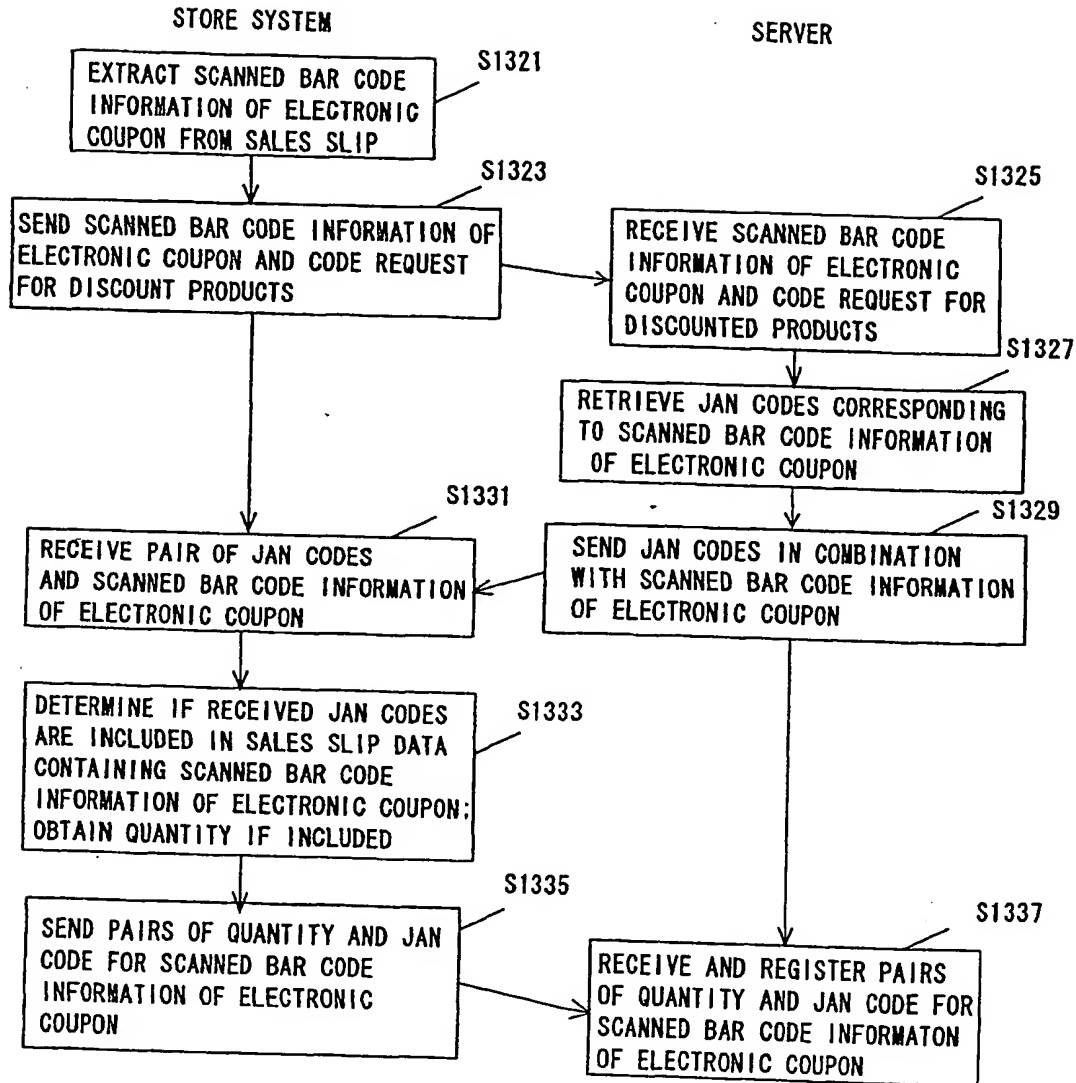 STORE SYSTEM
SERVER
S1321
EXTRACT SCANNED BAR CODE
INFORMATION OF ELECTRONIC
COUPON FROM SALES SLIP
S1323
SEND SCANNED BAR CODE INFORMATION OF
ELECTRONIC COUPON AND CODE REQUEST
FOR DISCOUNT PRODUCTS
S1325
RECEIVE SCANNED BAR CODE
INFORMATION OF ELECTRONIC
COUPON AND CODE REQUEST FOR
DISCOUNTED PRODUCTS
S1327
RETRIEVE JAN CODES CORRESPONDING
TO SCANNED BAR CODE INFORMATION
OF ELECTRONIC COUPON
S1329
SEND JAN CODES IN COMBINATION
WITH SCANNED BAR CODE INFORMATION
OF ELECTRONIC COUPON
S1331
RECEIVE PAIR OF JAN CODES
AND SCANNED BAR CODE INFORMATION
OF ELECTRONIC COUPON
S1333
DETERMINE IF RECEIVED JAN CODES
ARE INCLUDED IN SALES SLIP DATA
CONTAINING SCANNED BAR CODE
INFORMATION OF ELECTRONIC COUPON;
OBTAIN QUANTITY IF INCLUDED
S1335
SEND PAIRS OF QUANTITY AND JAN
CODE FOR SCANNED BAR CODE
INFORMATION OF ELECTRONIC
COUPON
S1337
RECEIVE AND REGISTER PAIRS
OF QUANTITY AND JAN CODE FOR
SCANNED BAR CODE INFORMATON
OF ELECTRONIC COUPON